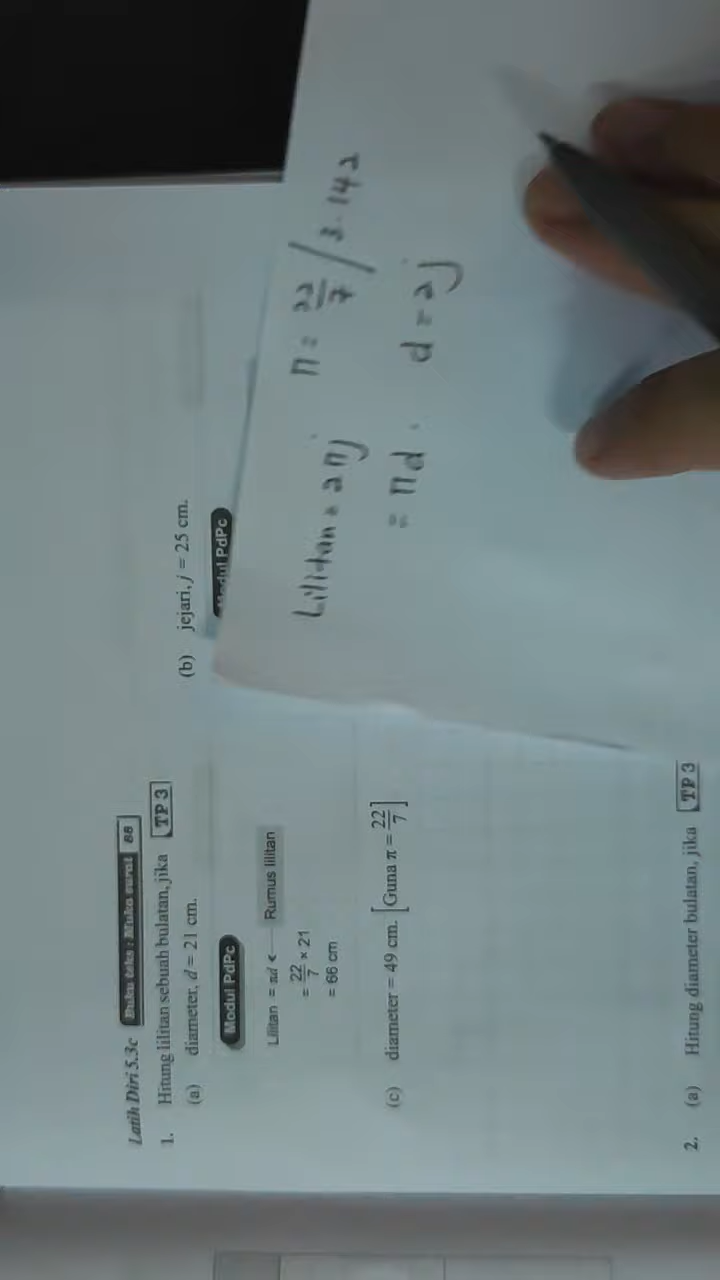 Latih Diri 5.3c Buku teks : Muka surat 88
1. Hitung lilitan sebuah bulatan, jika TP 3
(a) diameter, d = 21 cm.
(b) jejari, j = 25 cm.
Modul PdPc
Lilitan = πd ← Rumus lilitan
= 22/7 × 21
= 66 cm
Modul PdPc
(c) diameter = 49 cm. [Guna π = 22/7]
2. (a) Hitung diameter bulatan, jika TP 3
Lilitan = 2πj π = 22/7 / 3.142
= πd. d = 2j